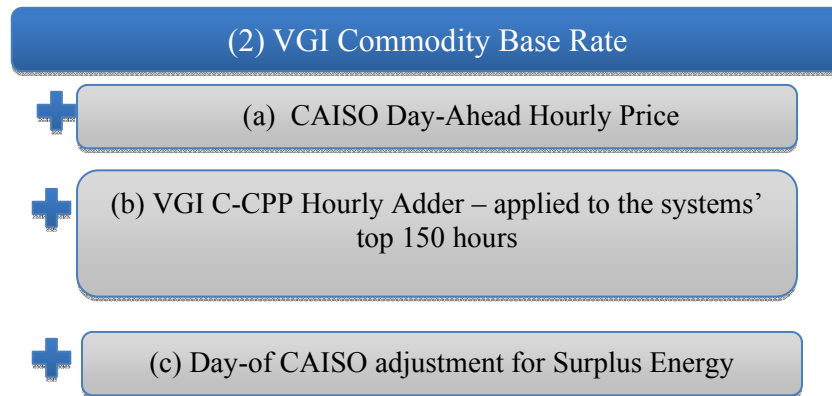 (2) VGI Commodity Base Rate
(a) CAISO Day-Ahead Hourly Price
(b) VGI C-CPP Hourly Adder – applied to the systems’
top 150 hours
(c) Day-of CAISO adjustment for Surplus Energy